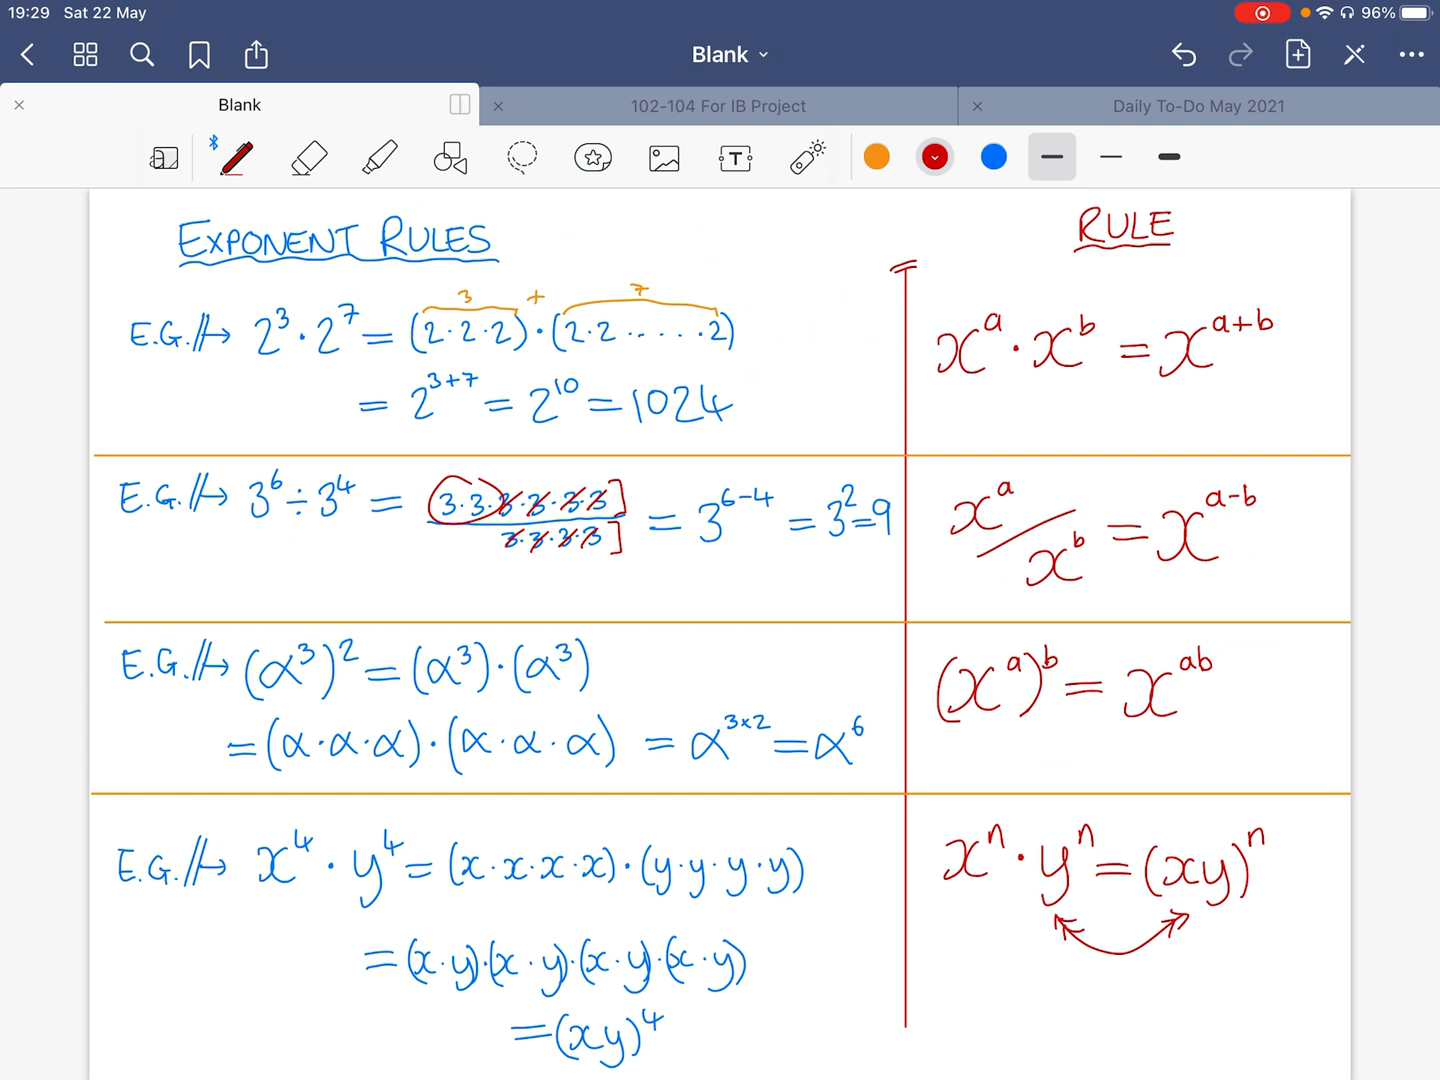 19:29 Sat 22 May 96%
Blank
Blank 102-104 For IB Project Daily To-Do May 2021
T
EXPONENT RULES RULE
3 + 7
E.G.// → 2³ · 2⁷ = (2·2·2)·(2·2·····2)
= 2³⁺⁷ = 2¹⁰ = 1024
xᵃ · xᵇ = xᵃ⁺ᵇ
E.G.// → 3⁶ ÷ 3⁴ = 3·3·3·3·3·3 / 3·3·3·3 = 3⁶⁻⁴ = 3² = 9
xᵃ / xᵇ = xᵃ⁻ᵇ
E.G.// → (α³)² = (α³)·(α³)
= (α·α·α)·(α·α·α) = α³ˣ² = α⁶
(xᵃ)ᵇ = xᵃᵇ
E.G.// → x⁴ · y⁴ = (x·x·x·x)·(y·y·y·y)
= (x·y)·(x·y)·(x·y)·(x·y)
= (xy)⁴
xⁿ · yⁿ = (xy)ⁿ